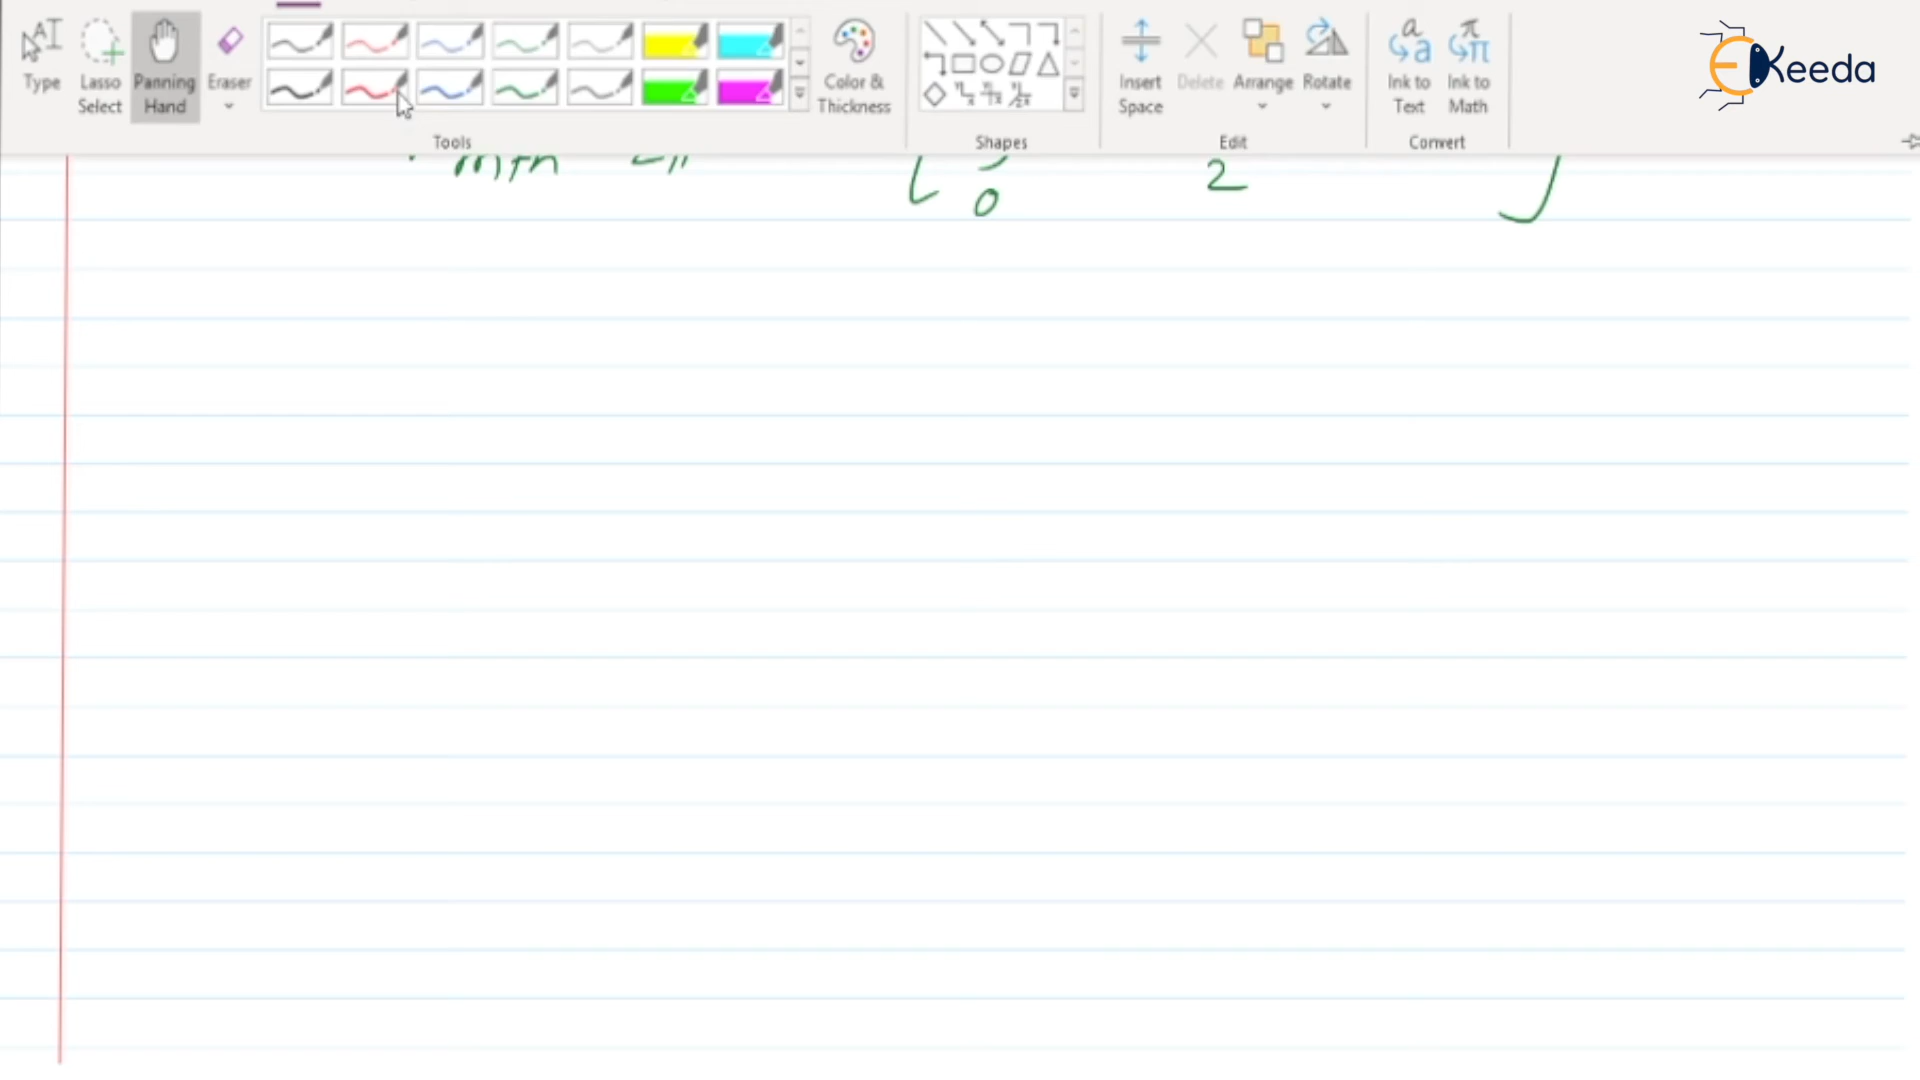 Type
Lasso Select
Panning Hand
Eraser
Color & Thickness
Insert Space
Delete
Arrange
Rotate
Ink to Text
Ink to Math
Tools
Shapes
Edit
Convert
EKeeda
0
2